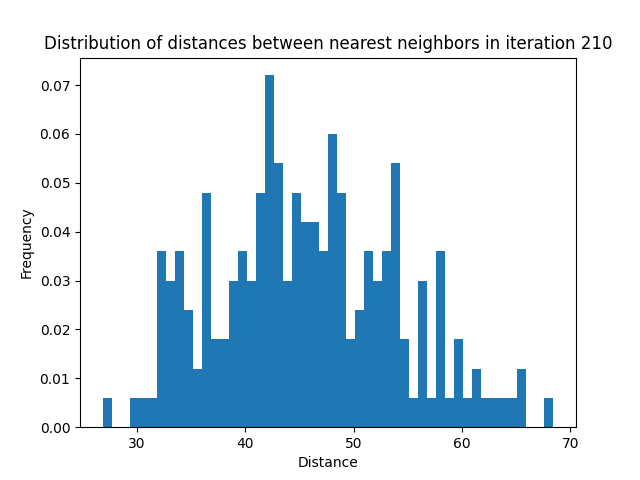 Distribution of distances between nearest neighbors in iteration 210
0.07
0.06
0.05
0.04
0.03
0.02
0.01
0.00
Frequency
30 40 50 60 70
Distance